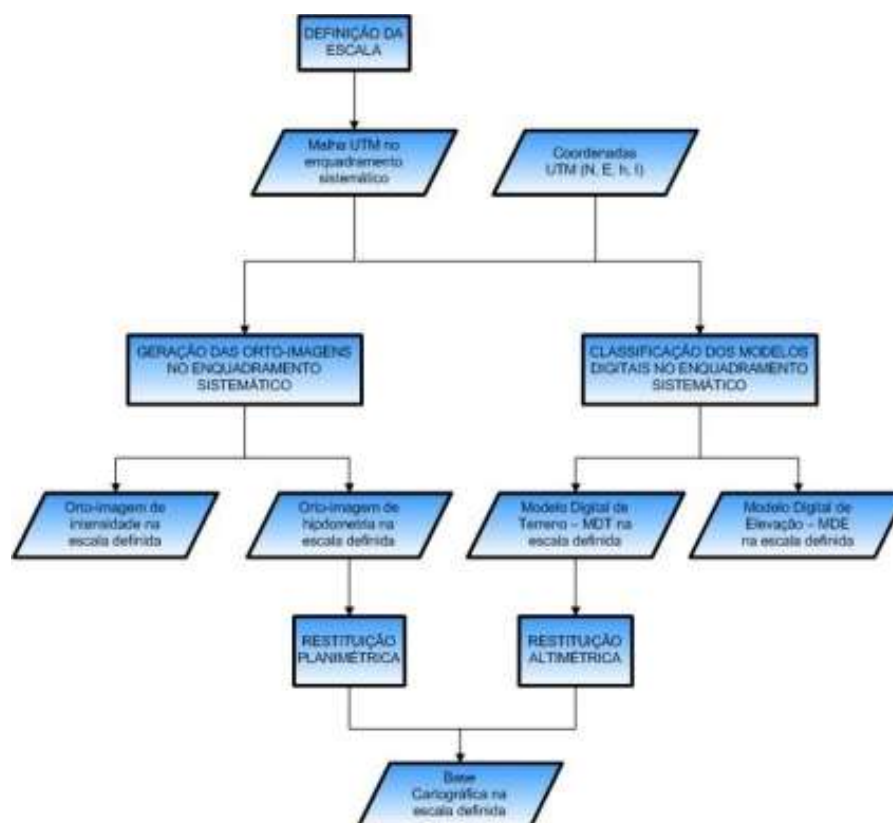 DEFINIÇÃO DA
ESCALA
Malha UTM no
enquadramento
sistemático
Coordenadas
UTM (N, E, h, I)
GERAÇÃO DAS ORTO-IMAGENS
NO ENQUADRAMENTO
SISTEMÁTICO
CLASSIFICAÇÃO DOS MODELOS
DIGITAIS NO ENQUADRAMENTO
SISTEMÁTICO
Orto-imagem de
intensidade na
escala definida
Orto-imagem de
hipdometria na
escala definida
Modelo Digital de
Terreno – MDT na
escala definida
Modelo Digital de
Elevação – MDE
na escala definida
RESTITUIÇÃO
PLANIMÉTRICA
RESTITUIÇÃO
ALTIMÉTRICA
Base
Cartográfica na
escala definida